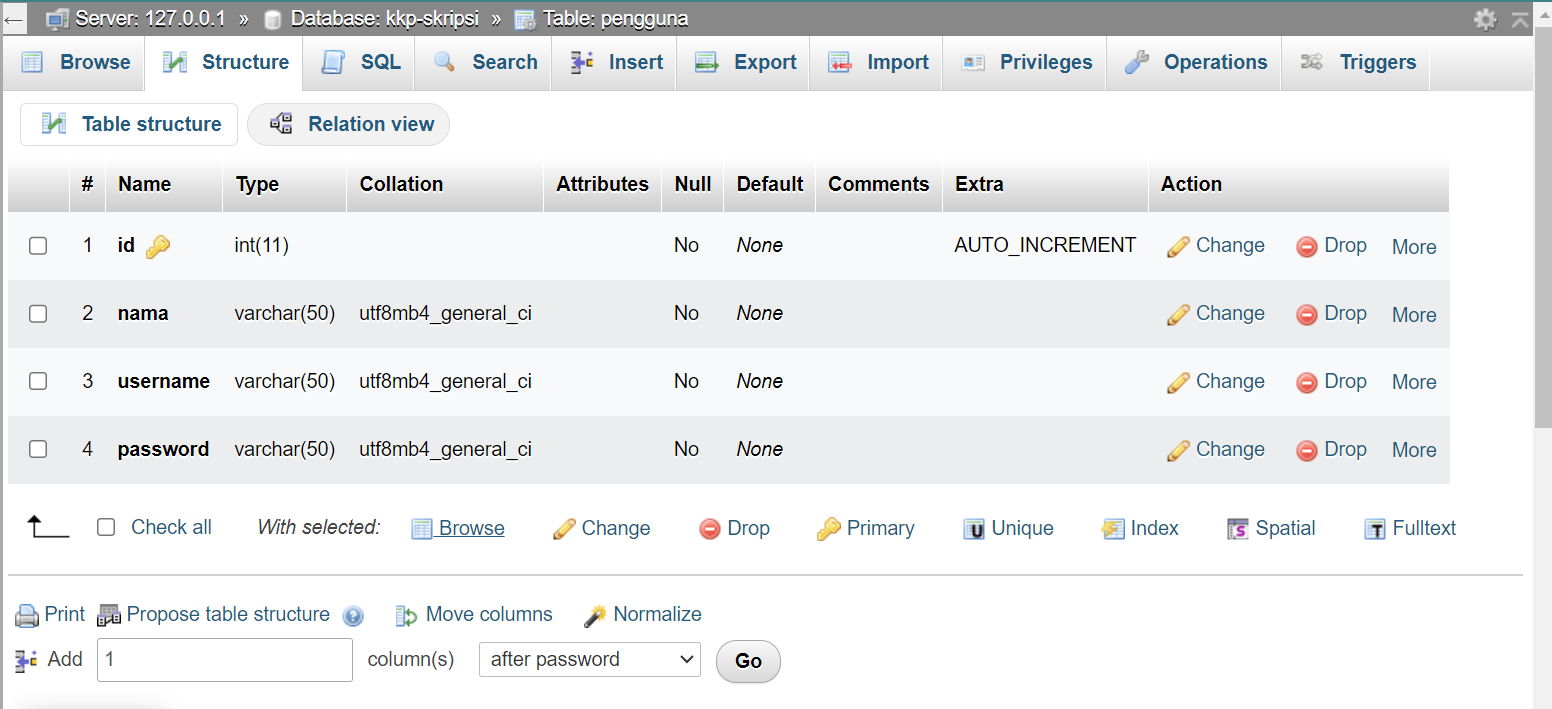 Server: 127.0.0.1 » Database: kkp-skripsi » Table: pengguna
Browse Structure SQL Search Insert Export Import Privileges Operations Triggers
Table structure Relation view
# Name Type Collation Attributes Null Default Comments Extra Action
1 id int(11) No None AUTO_INCREMENT Change Drop More
2 nama varchar(50) utf8mb4_general_ci No None Change Drop More
3 username varchar(50) utf8mb4_general_ci No None Change Drop More
4 password varchar(50) utf8mb4_general_ci No None Change Drop More
Check all With selected: Browse Change Drop Primary Unique Index Spatial Fulltext
Print Propose table structure Move columns Normalize
Add 1 column(s) after password Go